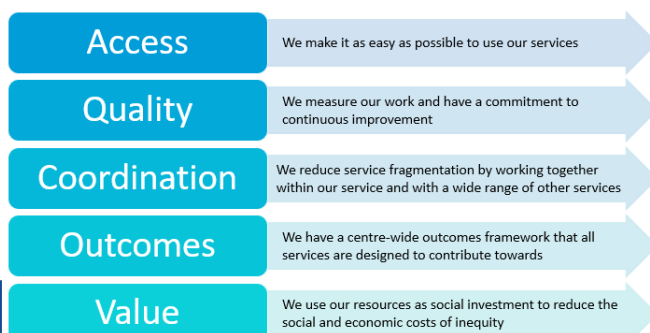 Access
We make it as easy as possible to use our services
Quality
We measure our work and have a commitment to
continuous improvement
Coordination
We reduce service fragmentation by working together
within our service and with a wide range of other services
Outcomes
We have a centre-wide outcomes framework that all
services are designed to contribute towards
Value
We use our resources as social investment to reduce the
social and economic costs of inequity